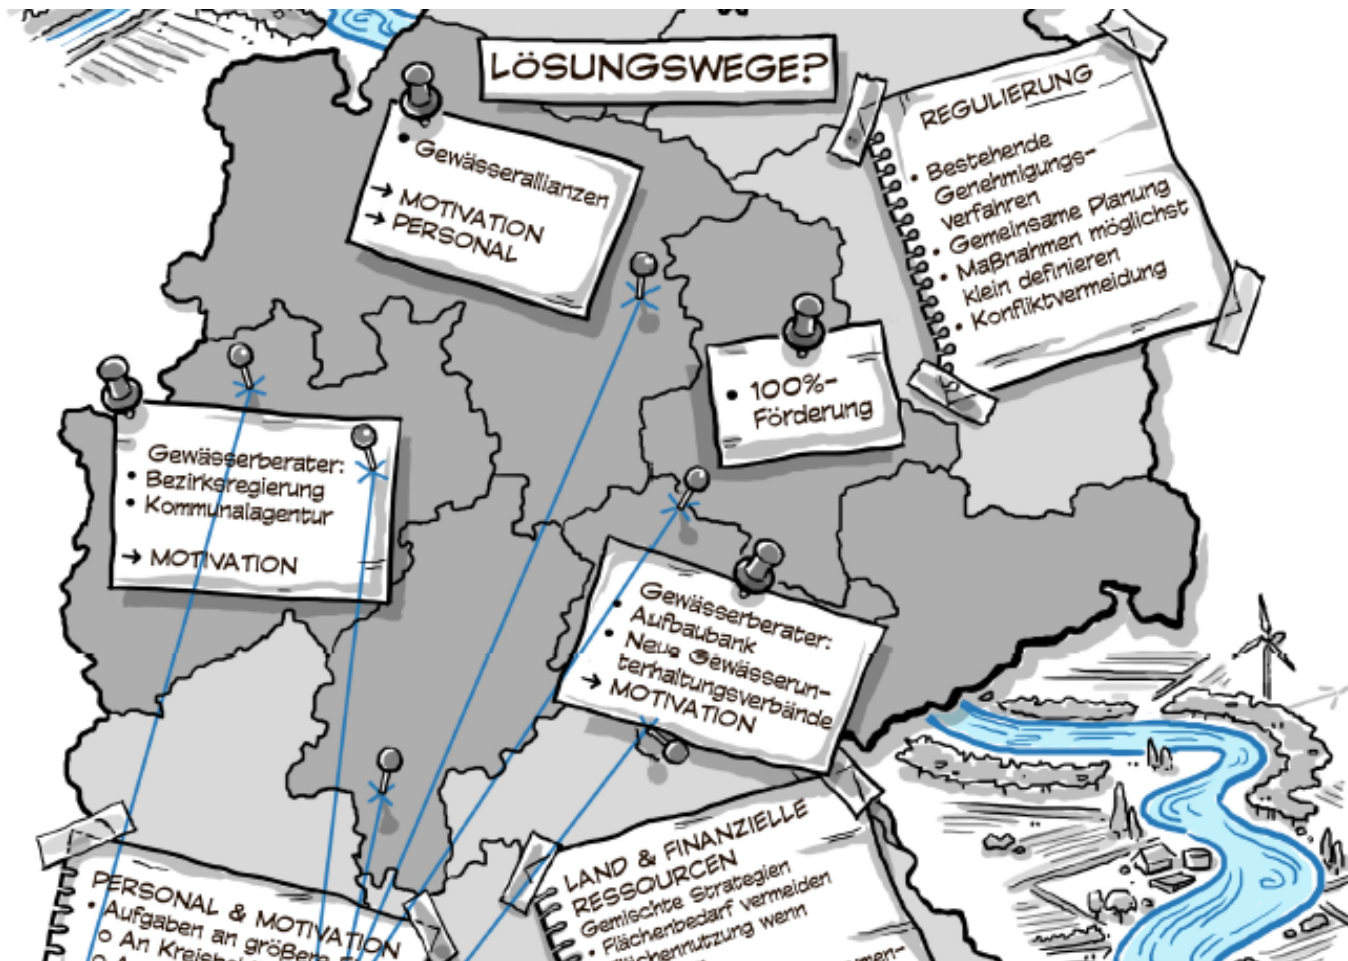 LÖSUNGSWEGE?
• Gewässerallianzen
→ MOTIVATION
→ PERSONAL
REGULIERUNG
• Bestehende
Genehmigungs-
verfahren
• Gemeinsame Planung
• Maßnahmen möglichst
klein definieren
• Konfliktvermeidung
• 100%-
Förderung
Gewässerberater:
• Bezirksregierung
• Kommunalagentur
→ MOTIVATION
Gewässerberater:
• Aufbaubank
• Neue Gewässerun-
terhaltungsverbände
→ MOTIVATION
PERSONAL & MOTIVATION
• Aufgaben an größere
o An
LAND & FINANZIELLE
RESSOURCEN
Gemischte Strategien
• Flächenbedarf vermeiden
wenn